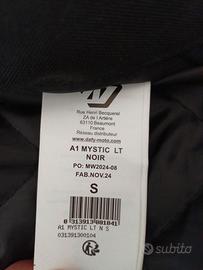 Rue Henri Becquerel
ZA de l'Artière
63110 Beaumont
France
Réseau distributeur
www.dafy-moto.com
A1 MYSTIC LT
NOIR
PO: MW2024-08
FAB.NOV.24
S
A1 MYSTIC LT N S
031391300104
subito